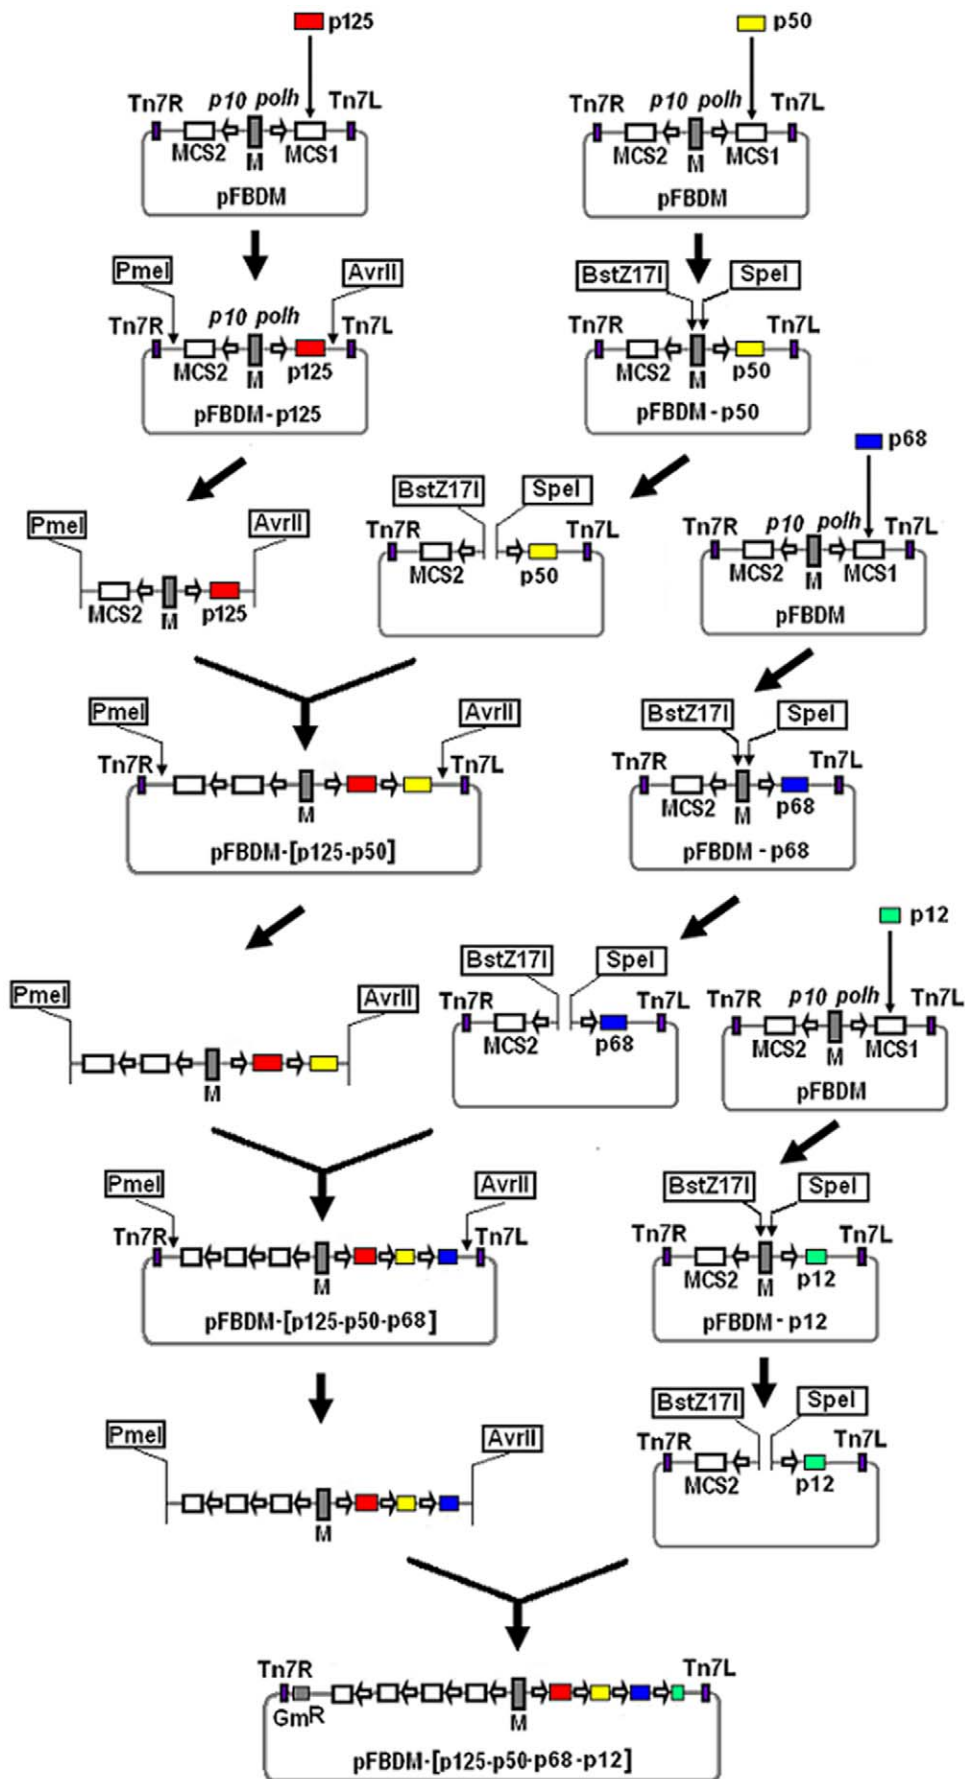 p125
p50
Tn7R p10 polh Tn7L
MCS2 M MCS1
pFBDM
Tn7R p10 polh Tn7L
MCS2 M MCS1
pFBDM
PmeI AvrII
Tn7R p10 polh Tn7L
MCS2 M p125
pFBDM-p125
BstZ17I SpeI
Tn7R Tn7L
MCS2 M p50
pFBDM-p50
p68
PmeI AvrII
MCS2 M p125
BstZ17I SpeI
Tn7R Tn7L
MCS2 p50
Tn7R p10 polh Tn7L
MCS2 M MCS1
pFBDM
PmeI AvrII
Tn7R Tn7L
M
pFBDM-[p125-p50]
BstZ17I SpeI
Tn7R Tn7L
MCS2 M p68
pFBDM-p68
p12
PmeI AvrII
M
BstZ17I SpeI
Tn7R Tn7L
MCS2 p68
Tn7R p10 polh Tn7L
MCS2 M MCS1
pFBDM
PmeI AvrII
Tn7R Tn7L
M
pFBDM-[p125-p50-p68]
BstZ17I SpeI
Tn7R Tn7L
MCS2 M p12
pFBDM-p12
PmeI AvrII
M
BstZ17I SpeI
Tn7R Tn7L
MCS2 p12
Tn7R Tn7L
GmR M
pFBDM-[p125-p50-p68-p12]